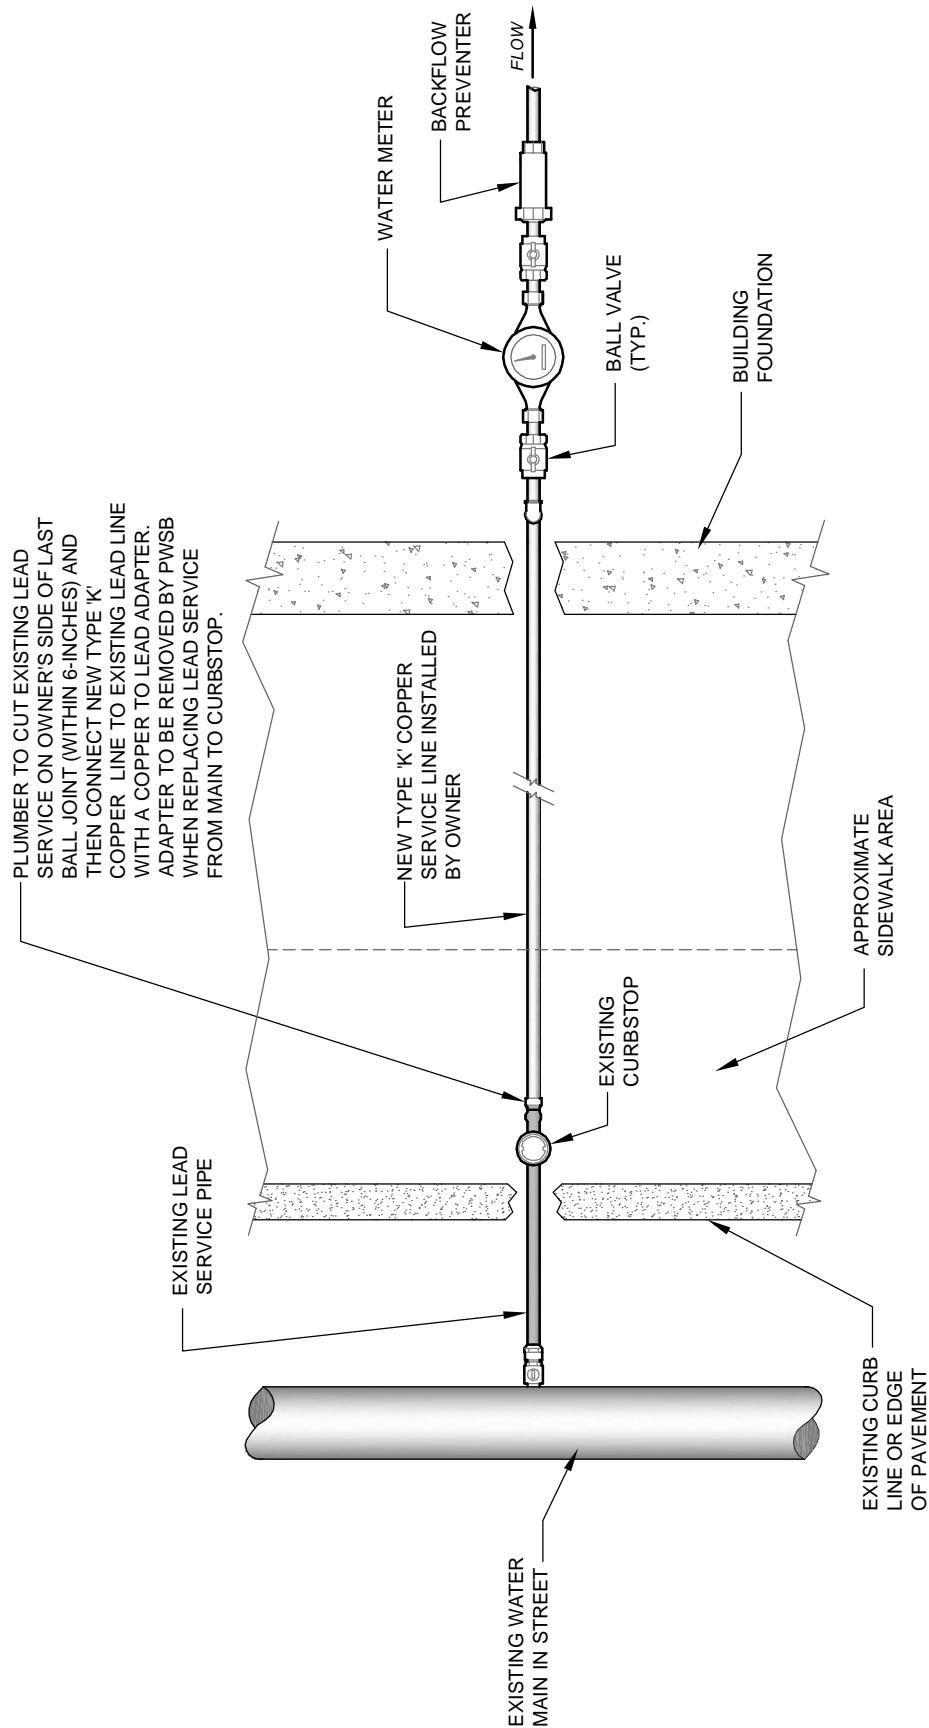 PLUMBER TO CUT EXISTING LEAD
SERVICE ON OWNER'S SIDE OF LAST
BALL JOINT (WITHIN 6-INCHES) AND
THEN CONNECT NEW TYPE 'K'
COPPER LINE TO EXISTING LEAD LINE
WITH A COPPER TO LEAD ADAPTER.
ADAPTER TO BE REMOVED BY PWSB
WHEN REPLACING LEAD SERVICE
FROM MAIN TO CURBSTOP.
EXISTING LEAD
SERVICE PIPE
NEW TYPE 'K' COPPER
SERVICE LINE INSTALLED
BY OWNER
WATER METER
BACKFLOW
PREVENTER
FLOW
EXISTING WATER
MAIN IN STREET
EXISTING
CURBSTOP
BALL VALVE
(TYP.)
BUILDING
FOUNDATION
APPROXIMATE
SIDEWALK AREA
EXISTING CURB
LINE OR EDGE
OF PAVEMENT